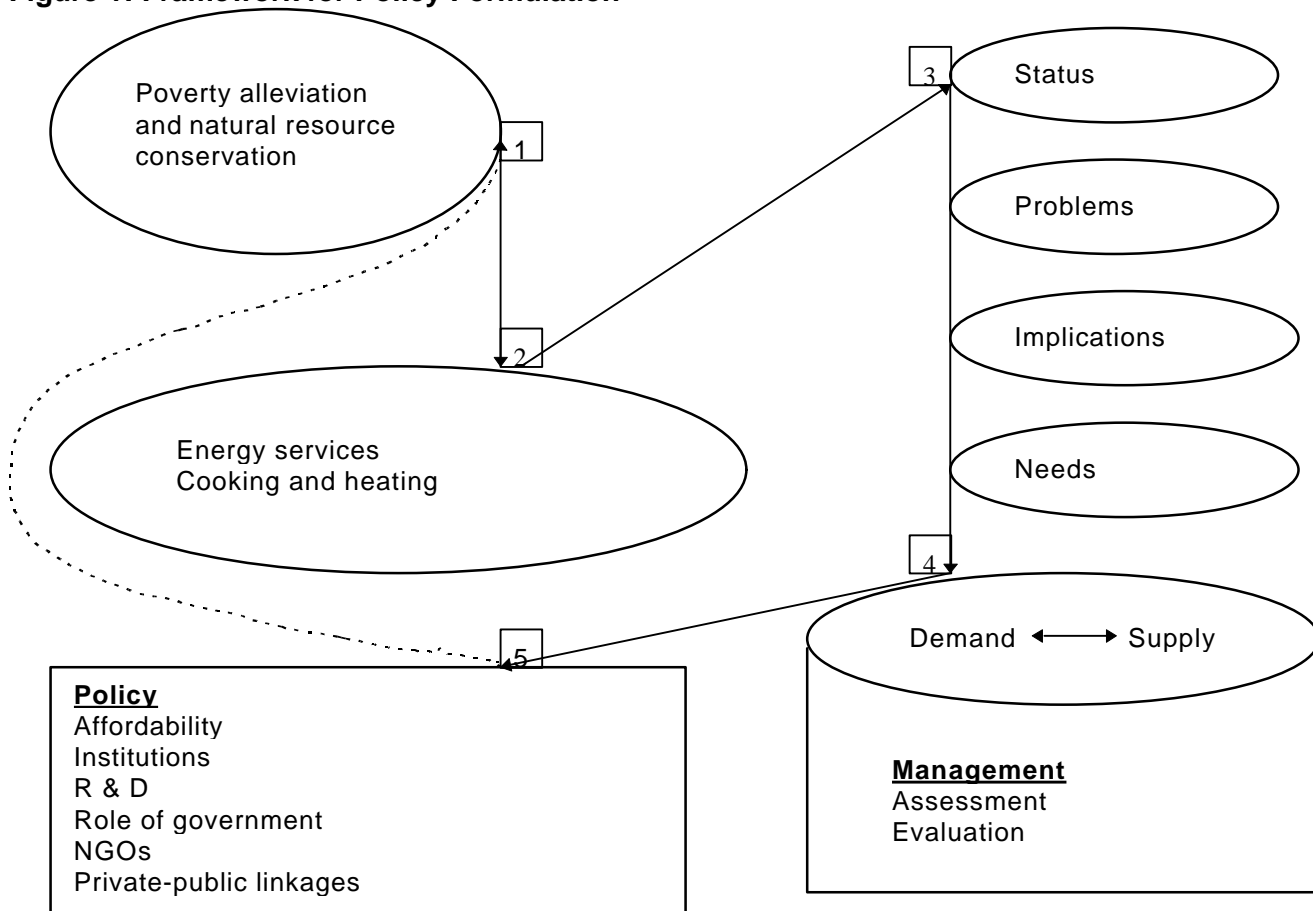 Figure 1. Framework for Policy Formulation
Poverty alleviation
and natural resource
conservation
1
2
Energy services
Cooking and heating
3
Status
Problems
Implications
Needs
4
Demand Supply
Management
Assessment
Evaluation
5
Policy
Affordability
Institutions
R & D
Role of government
NGOs
Private-public linkages